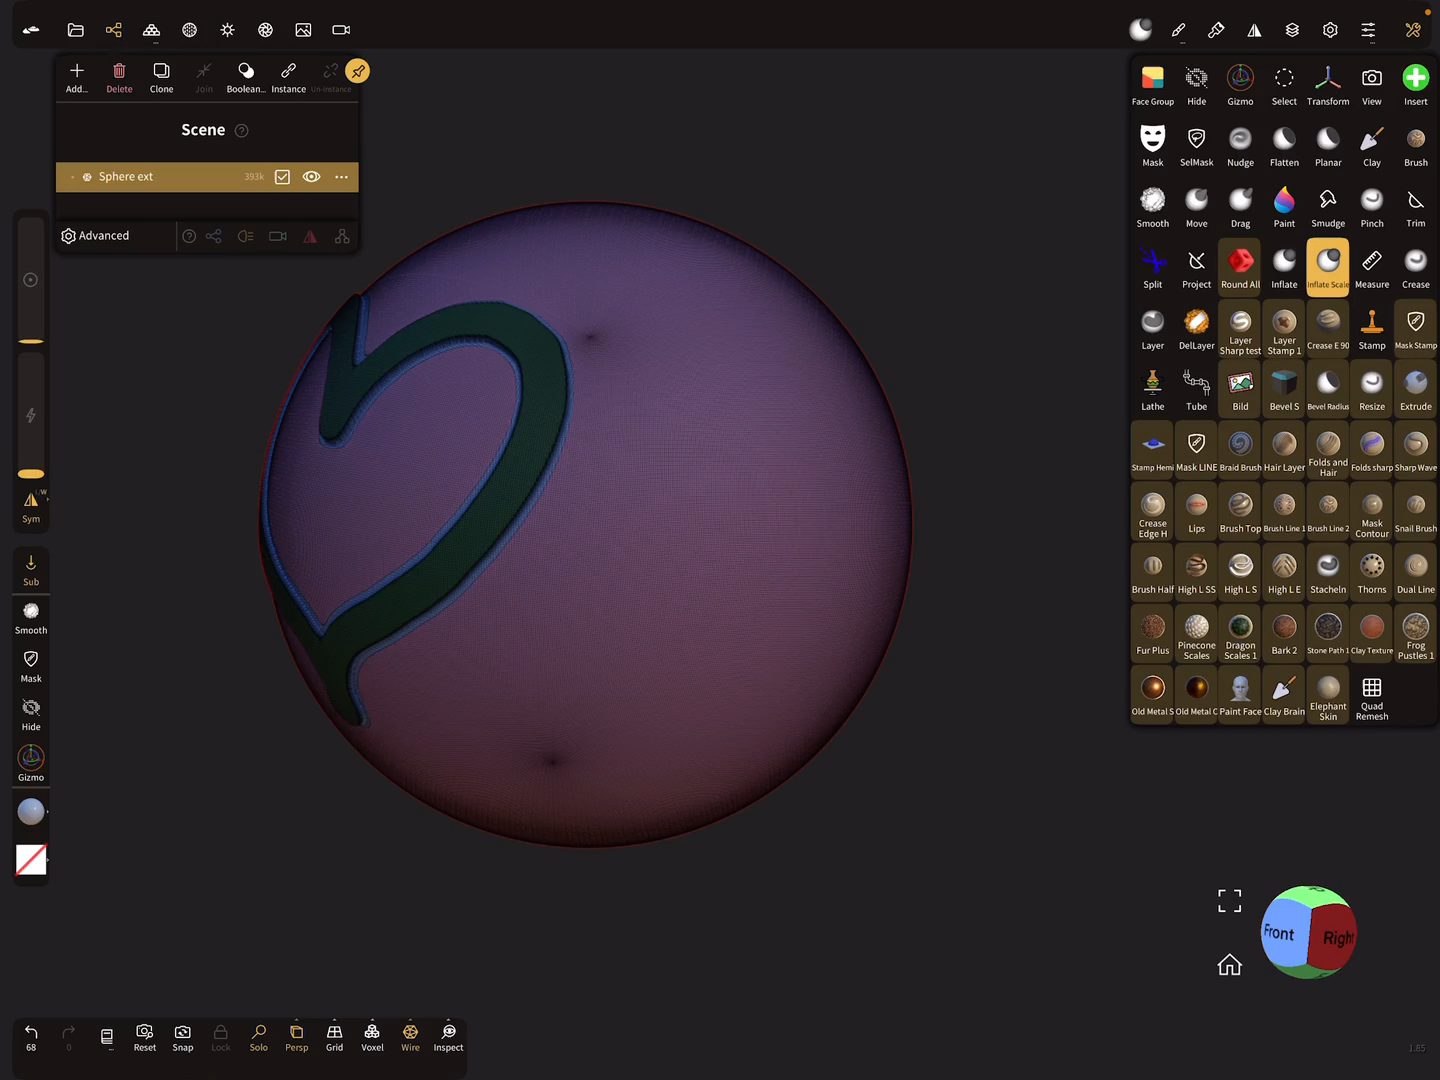 Add...
Delete
Clone
Join
Boolean...
Instance
Un-instance
Scene
Sphere ext
393k
Advanced
Face Group
Hide
Gizmo
Select
Transform
View
Insert
Mask
SelMask
Nudge
Flatten
Planar
Clay
Brush
Smooth
Move
Drag
Paint
Smudge
Pinch
Trim
Split
Project
Round All
Inflate
Inflate Scale
Measure
Crease
Layer
DelLayer
Layer
Sharp test
Layer
Stamp 1
Crease E 90
Stamp
Mask Stamp
Lathe
Tube
Bild
Bevel S
Bevel Radius
Resize
Extrude
Stamp Hemi
Mask LINE
Braid Brush
Hair Layer
Folds and
Hair
Folds sharp
Sharp Wave
Crease
Edge H
Lips
Brush Top
Brush Line 1
Brush Line 2
Mask
Contour
Snail Brush
Brush Half
High L SS
High L S
High L E
Stacheln
Thorns
Dual Line
Fur Plus
Pinecone
Scales
Dragon
Scales 1
Bark 2
Stone Path 1
Clay Texture
Frog
Pustles 1
Old Metal S
Old Metal C
Paint Face
Clay Brain
Elephant
Skin
Quad
Remesh
Sym
Sub
Smooth
Mask
Hide
Gizmo
Front
Right
68
0
Reset
Snap
Lock
Solo
Persp
Grid
Voxel
Wire
Inspect
1.85